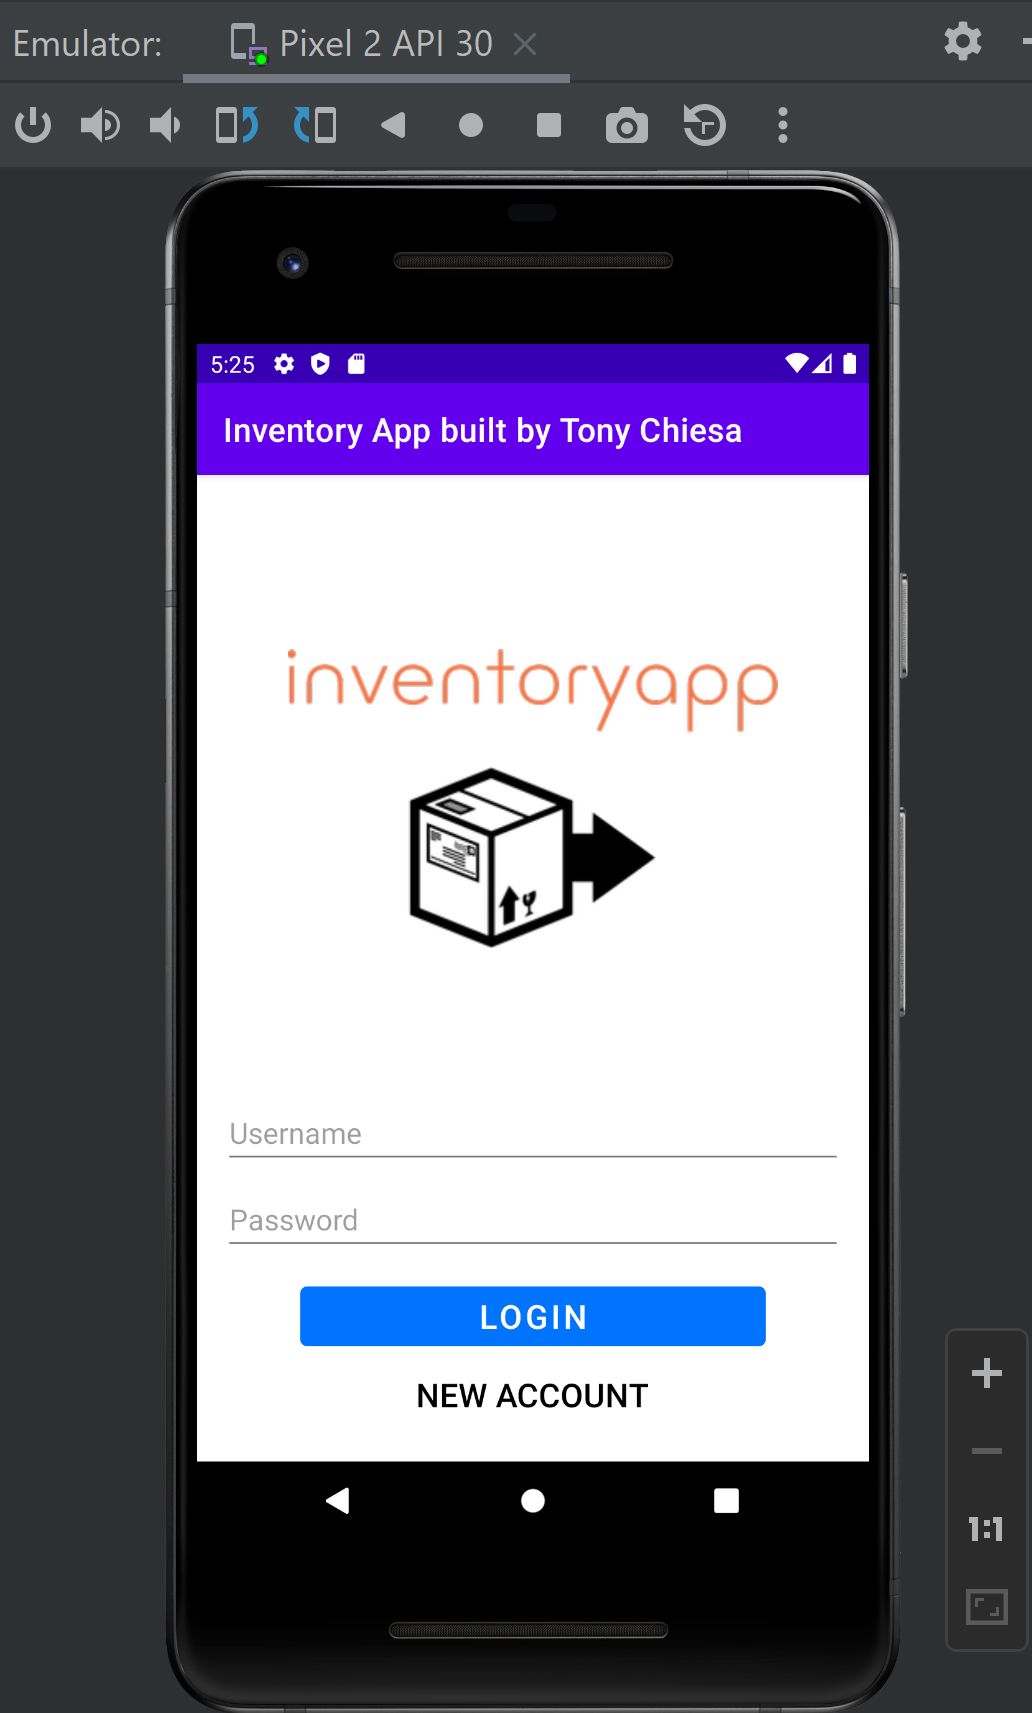 Emulator:
Pixel 2 API 30
5:25
Inventory App built by Tony Chiesa
inventoryapp
Username
Password
LOGIN
NEW ACCOUNT
1:1